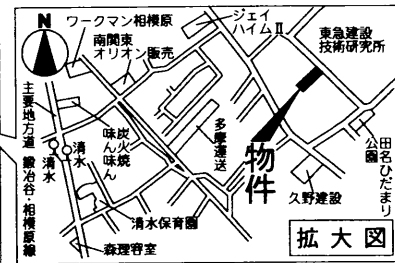 ワークマン相模原
南関東
オリオン販売
ジェイ
ハイムⅡ
東急建設
技術研究所
N
主要地方道 鍛冶谷・相模原線
炭火焼
味ん味ん
清水
清水
多摩運送
物件
田名ひだまり
公園
久野建設
清水保育園
森理容室
拡大図